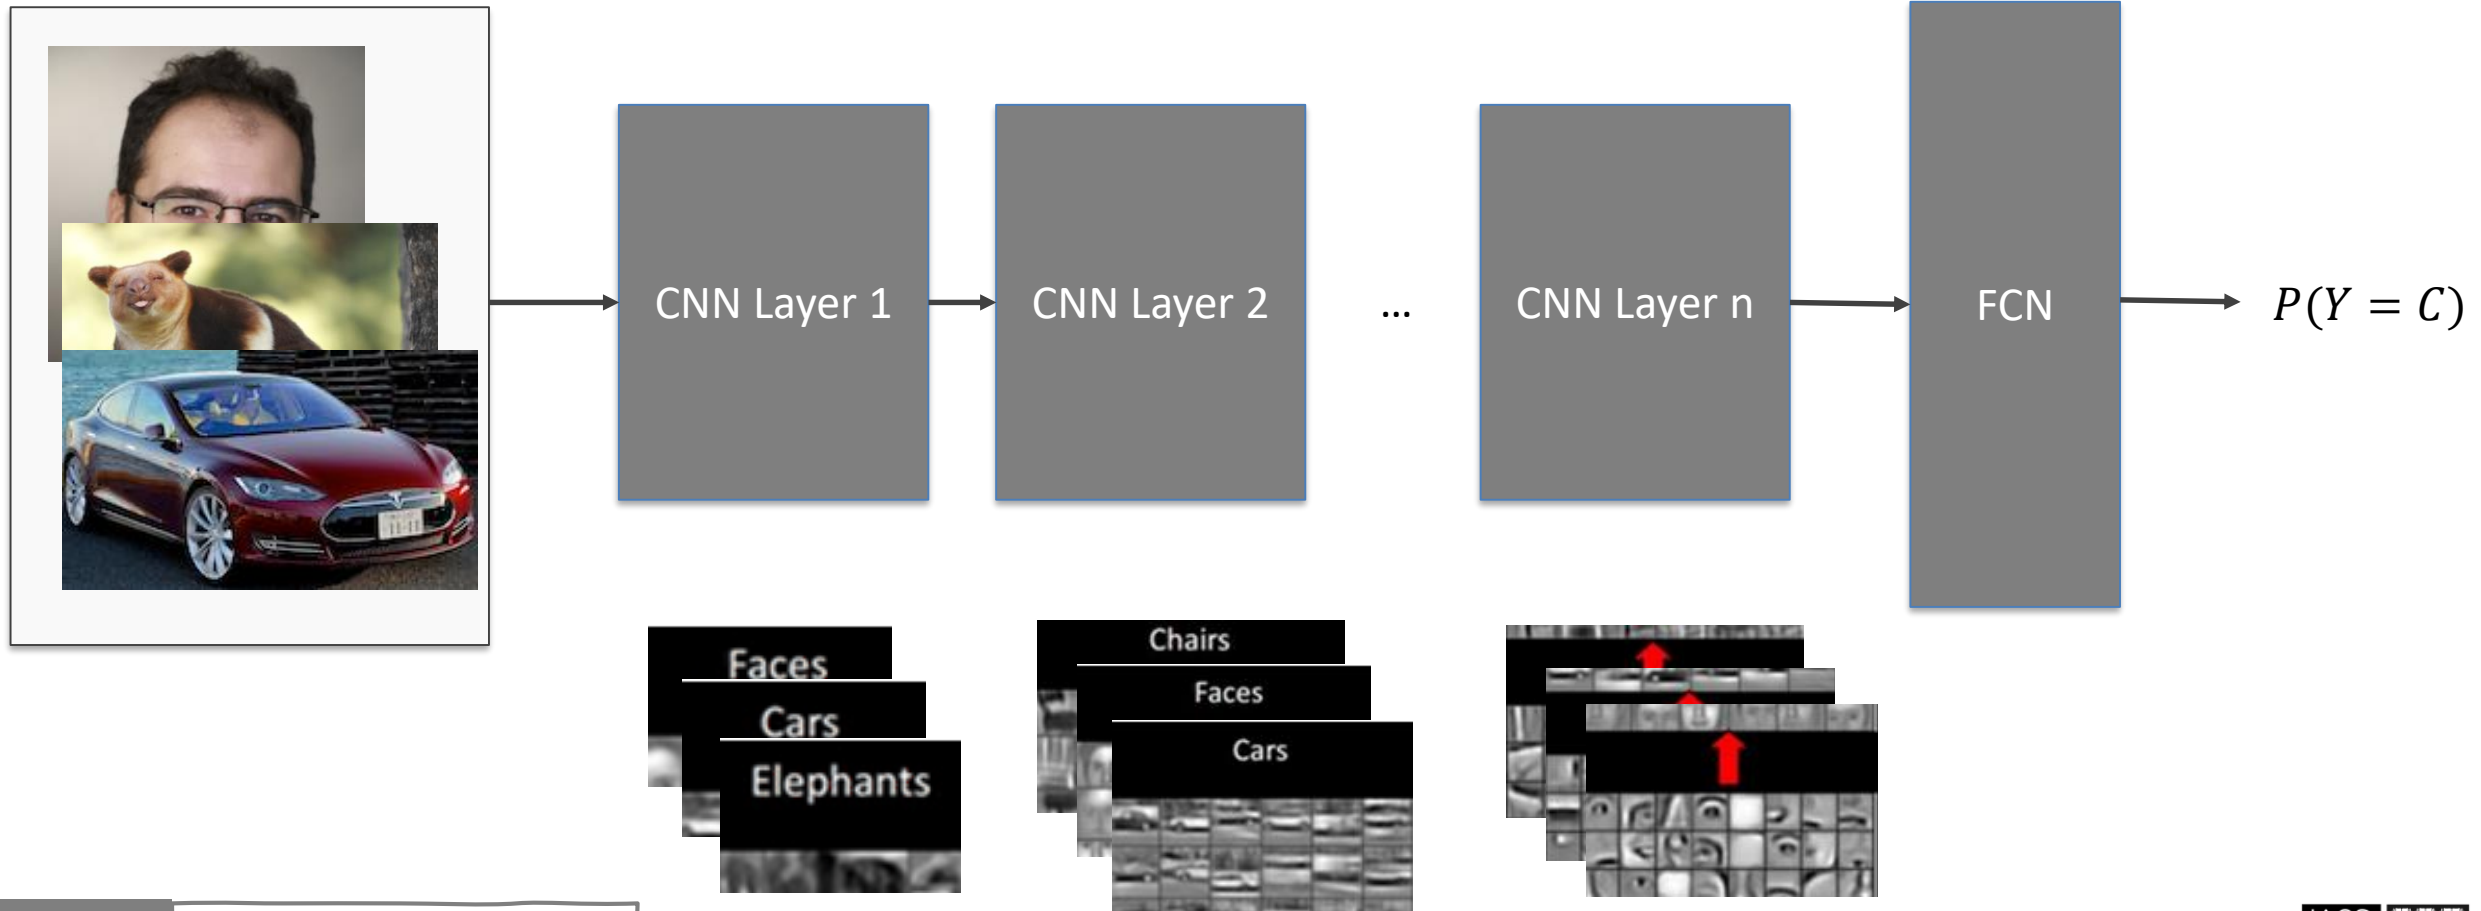 CNN Layer 1
CNN Layer 2
...
CNN Layer n
FCN
P(Y = C)
Faces
Cars
Elephants
Chairs
Faces
Cars